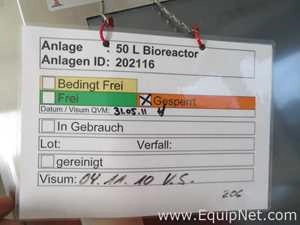 Anlage - 50 L Bioreactor
Anlagen ID: 202116
Bedingt Frei
Frei Gesperrt
Datum / Visum QVM: 31.05.11
In Gebrauch
Lot: Verfall:
gereinigt
Visum: 04.11.10 V.S.
206
www.EquipNet.com